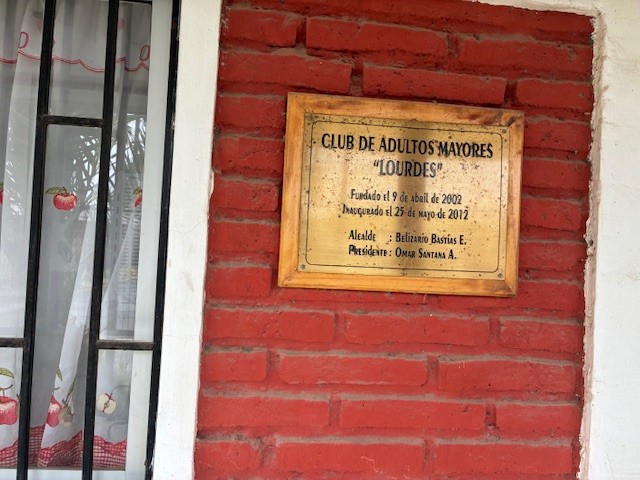 CLUB DE ADULTOS MAYORES
"LOURDES"
Fundado el 9 de abril de 2002
Inaugurado el 25 de mayo de 2012
Alcalde : BELIZARIO BASTÍAS E.
Presidente : OMAR SANTANA A.